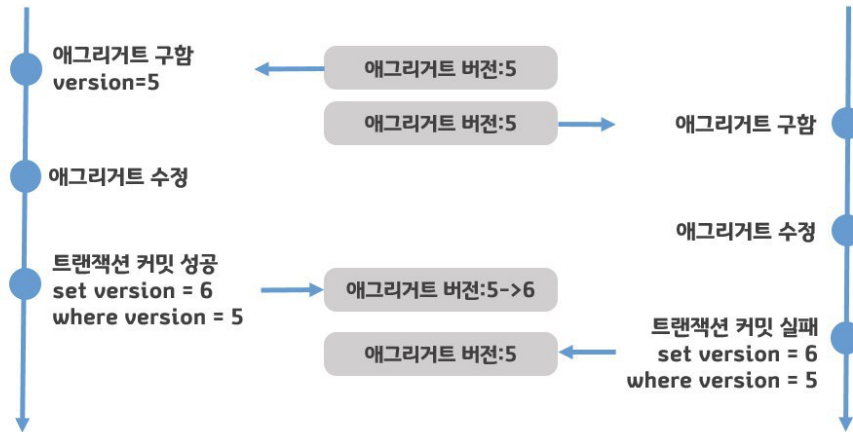 애그리거트 구함
version=5
애그리거트 버전:5
애그리거트 버전:5
애그리거트 구함
애그리거트 수정
애그리거트 수정
트랜잭션 커밋 성공
set version = 6
where version = 5
애그리거트 버전:5->6
애그리거트 버전:5
트랜잭션 커밋 실패
set version = 6
where version = 5